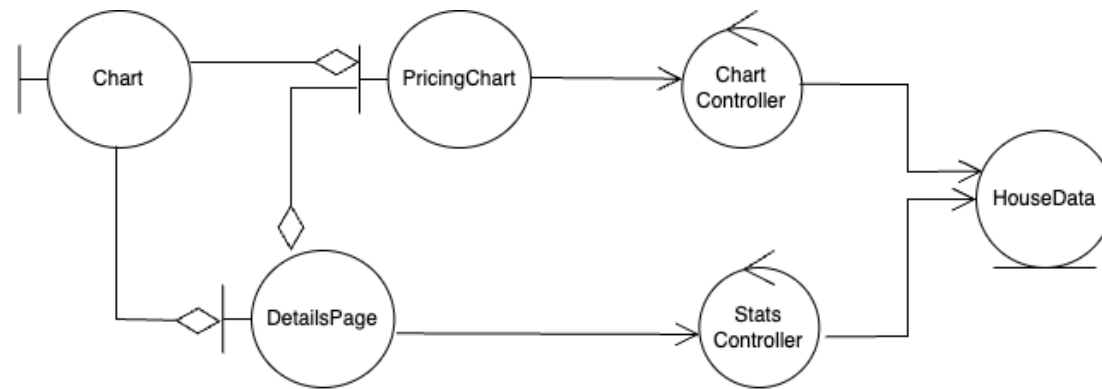 Chart
PricingChart
Chart
Controller
HouseData
DetailsPage
Stats
Controller